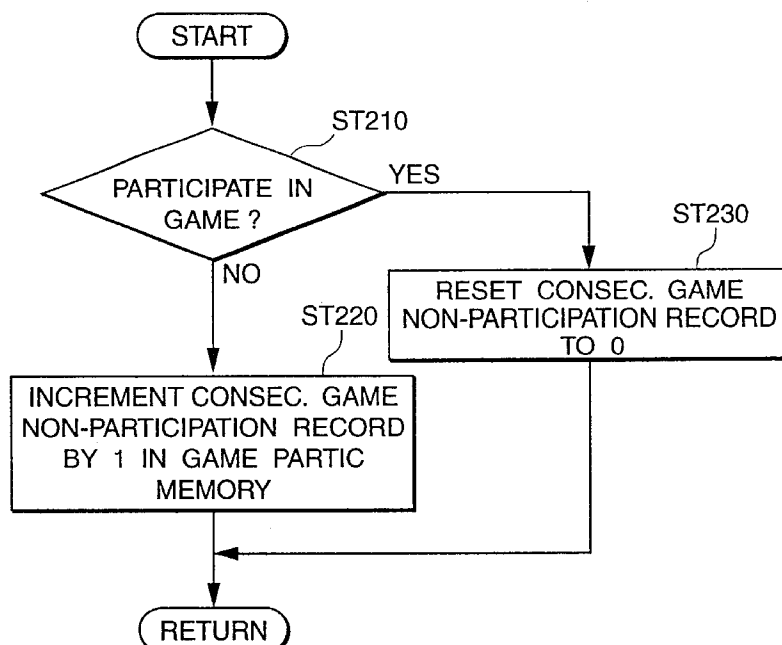 START
ST210
PARTICIPATE IN
GAME ?
YES
NO
ST230
RESET CONSEC. GAME
NON-PARTICIPATION RECORD
TO 0
ST220
INCREMENT CONSEC. GAME
NON-PARTICIPATION RECORD
BY 1 IN GAME PARTIC
MEMORY
RETURN